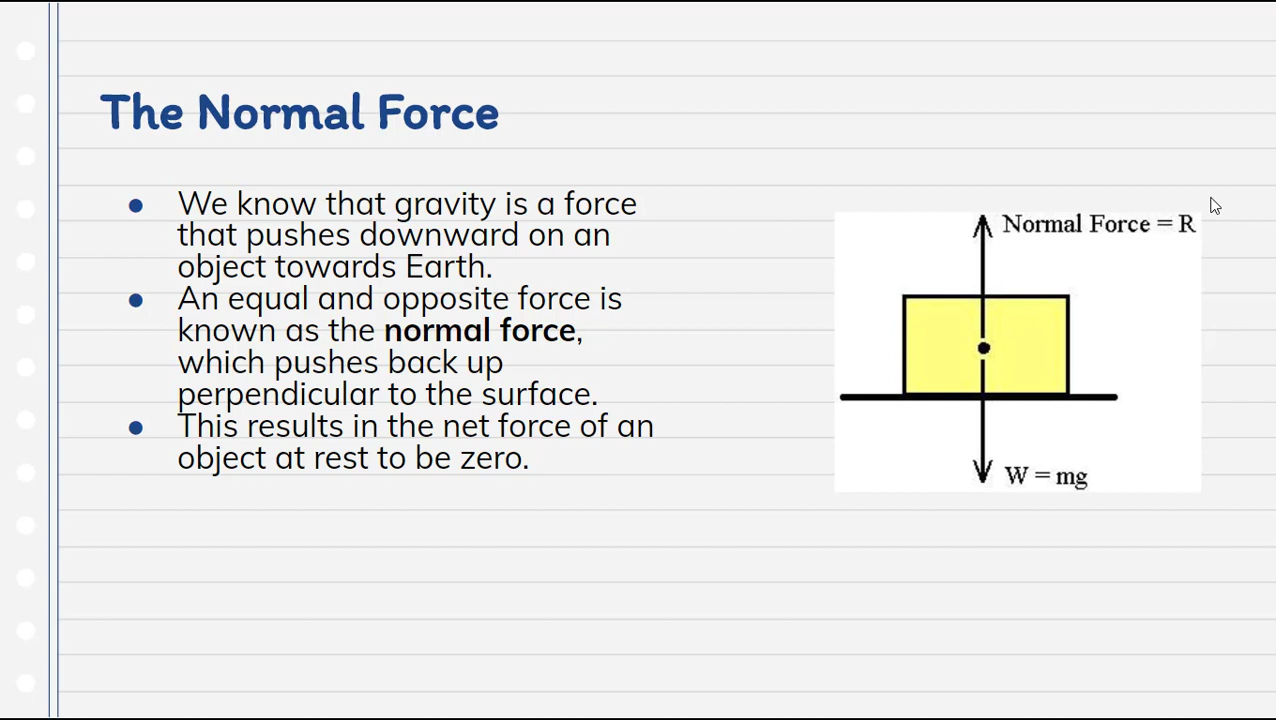 The Normal Force
● We know that gravity is a force
that pushes downward on an
object towards Earth.
● An equal and opposite force is
known as the normal force,
which pushes back up
perpendicular to the surface.
● This results in the net force of an
object at rest to be zero.
Normal Force = R
W = mg